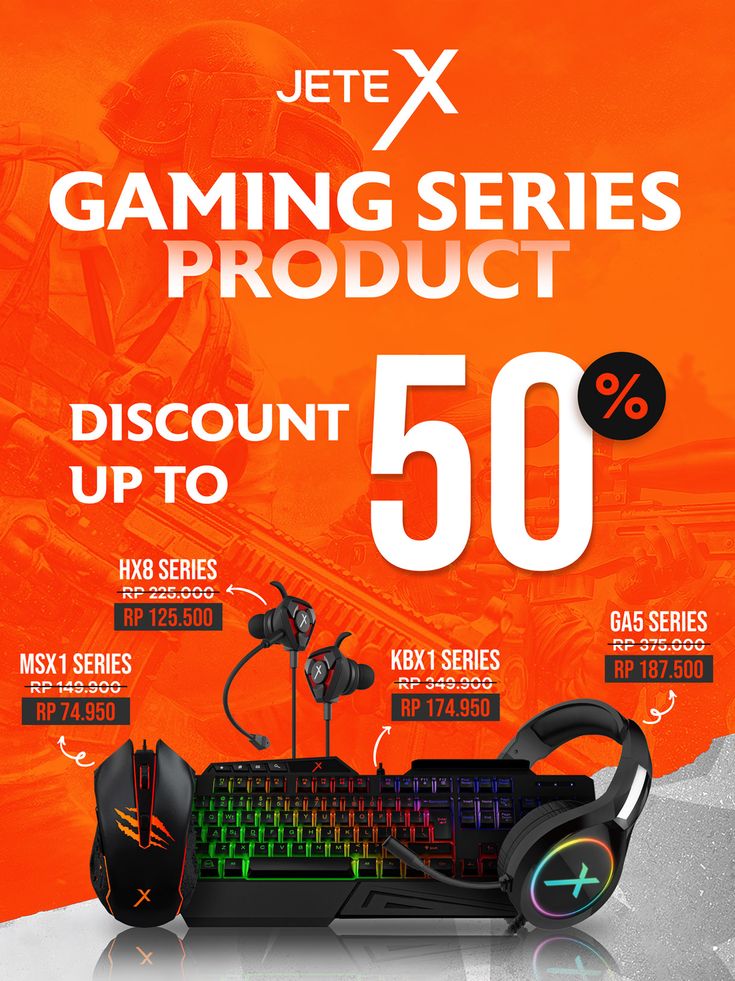 JETE X
GAMING SERIES
PRODUCT
DISCOUNT
UP TO
50%
HX8 SERIES
RP 225.000
RP 125.500
GA5 SERIES
RP 375.000
RP 187.500
MSX1 SERIES
RP 149.900
RP 74.950
KBX1 SERIES
RP 349.900
RP 174.950